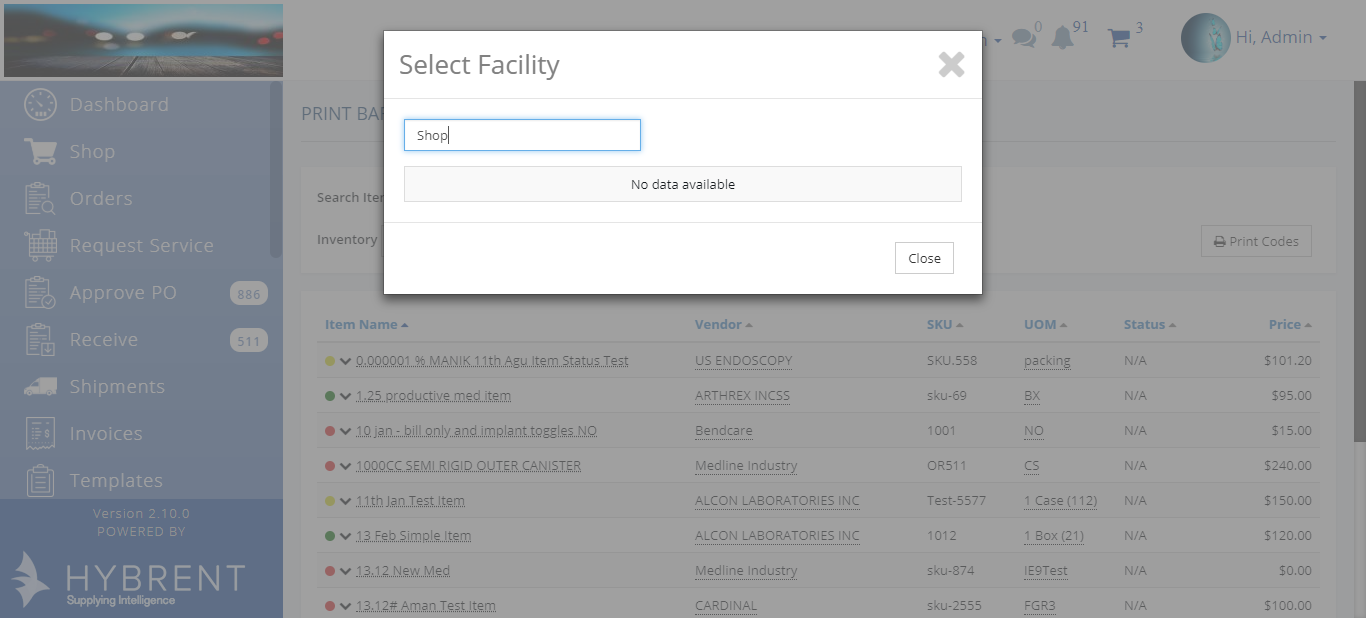 0
91
3
Hi, Admin
Dashboard
Shop
Orders
Request Service
Approve PO 886
Receive 511
Shipments
Invoices
Templates
Version 2.10.0
POWERED BY
HYBRENT
Supplying Intelligence
Select Facility
Shop
No data available
Close
PRINT BAR
Search Item
Inventory
Print Codes
Item Name Vendor SKU UOM Status Price
0.000001 % MANIK 11th Agu Item Status Test US ENDOSCOPY SKU.558 packing N/A $101.20
1.25 productive med item ARTHREX INCSS sku-69 BX N/A $95.00
10 jan - bill only and implant toggles NO Bendcare 1001 NO N/A $15.00
1000CC SEMI RIGID OUTER CANISTER Medline Industry OR511 CS N/A $240.00
11th Jan Test Item ALCON LABORATORIES INC Test-5577 1 Case (112) N/A $150.00
13 Feb Simple Item ALCON LABORATORIES INC 1012 1 Box (21) N/A $120.00
13.12 New Med Medline Industry sku-874 IE9Test N/A $0.00
13.12# Aman Test Item CARDINAL sku-2555 FGR3 N/A $100.00